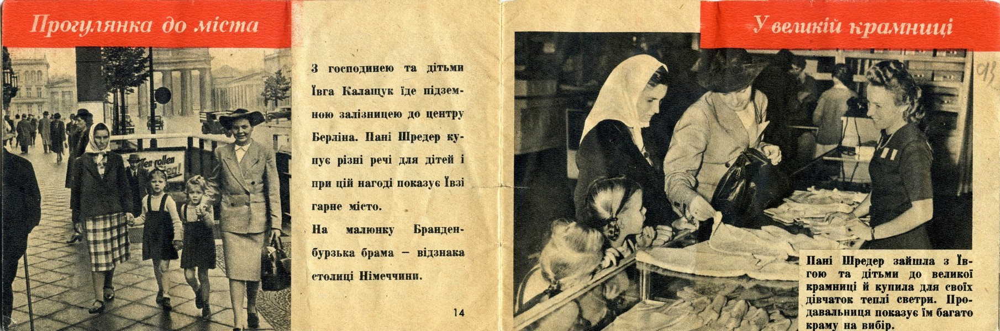 Прогулянка до міста
З господинею та дітьми
Ївга Калащук їде підзем-
ною залізницею до центру
Берліна. Пані Шредер ку-
пує різні речі для дітей і
при цій нагоді показує Ївзі
гарне місто.
На малюнку Бранден-
бурзька брама – відзнака
столиці Німеччини.
14
rollen
У великій крамниці
93
Пані Шредер зайшла з Їв-
гою та дітьми до великої
крамниці й купила для своїх
дівчаток теплі светри. Про-
давальниця показує їм багато
краму на вибір.